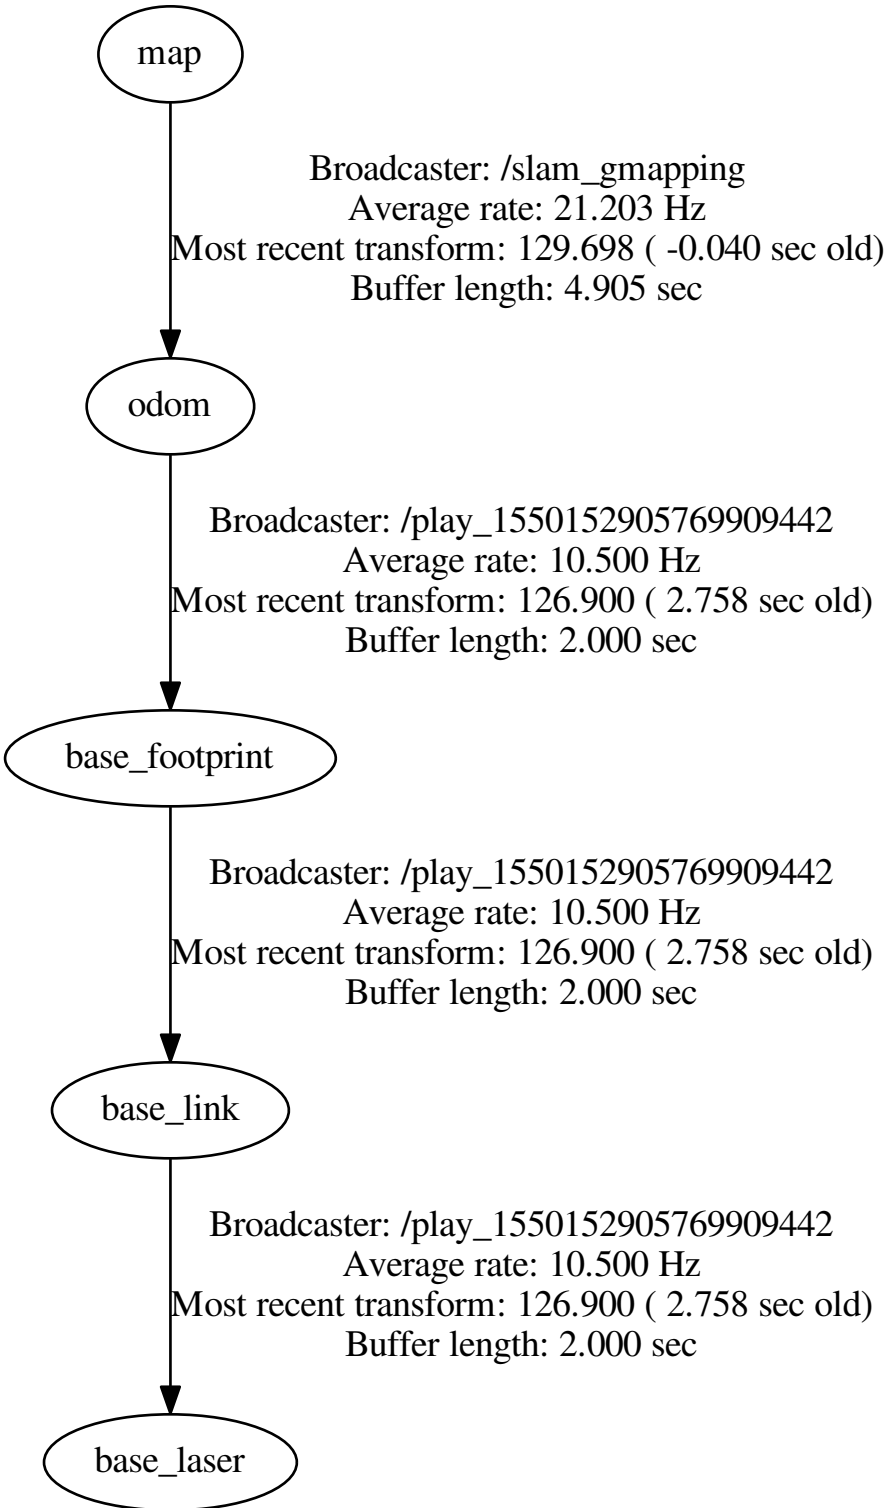 map
Broadcaster: /slam_gmapping
Average rate: 21.203 Hz
Most recent transform: 129.698 ( -0.040 sec old)
Buffer length: 4.905 sec
odom
Broadcaster: /play_1550152905769909442
Average rate: 10.500 Hz
Most recent transform: 126.900 ( 2.758 sec old)
Buffer length: 2.000 sec
base_footprint
Broadcaster: /play_1550152905769909442
Average rate: 10.500 Hz
Most recent transform: 126.900 ( 2.758 sec old)
Buffer length: 2.000 sec
base_link
Broadcaster: /play_1550152905769909442
Average rate: 10.500 Hz
Most recent transform: 126.900 ( 2.758 sec old)
Buffer length: 2.000 sec
base_laser